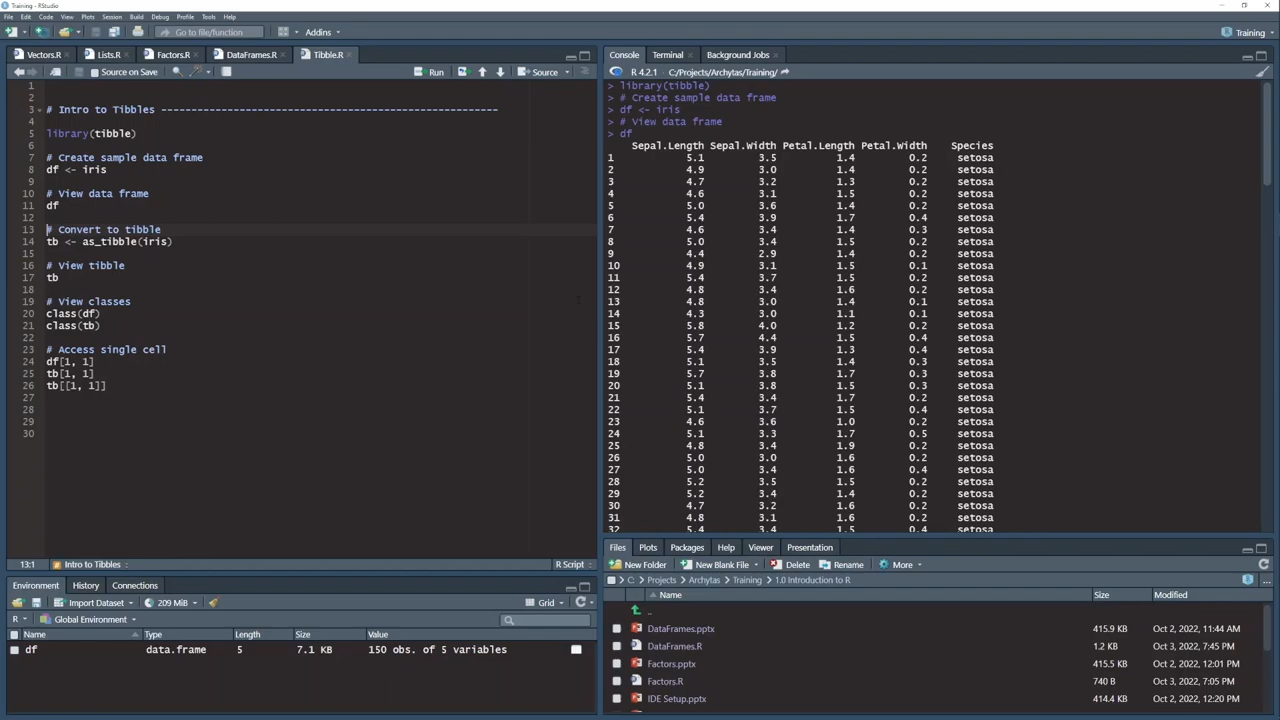 Training - RStudio
File Edit Code View Plots Session Build Debug Profile Tools Help
Go to file/function Addins Training
Vectors.R Lists.R Factors.R DataFrames.R Tibble.R
Source on Save Run Source
1
2
3 # Intro to Tibbles --------------------------------------------------------
4
5 library(tibble)
6
7 # Create sample data frame
8 df <- iris
9
10 # View data frame
11 df
12
13 # Convert to tibble
14 tb <- as_tibble(iris)
15
16 # View tibble
17 tb
18
19 # View classes
20 class(df)
21 class(tb)
22
23 # Access single cell
24 df[1, 1]
25 tb[1, 1]
26 tb[[1, 1]]
27
28
29
30
13:1 # Intro to Tibbles R Script
Console Terminal Background Jobs
R 4.2.1 . C:/Projects/Archytas/Training/
> library(tibble)
> # Create sample data frame
> df <- iris
> # View data frame
> df
Sepal.Length Sepal.Width Petal.Length Petal.Width Species
1 5.1 3.5 1.4 0.2 setosa
2 4.9 3.0 1.4 0.2 setosa
3 4.7 3.2 1.3 0.2 setosa
4 4.6 3.1 1.5 0.2 setosa
5 5.0 3.6 1.4 0.2 setosa
6 5.4 3.9 1.7 0.4 setosa
7 4.6 3.4 1.4 0.3 setosa
8 5.0 3.4 1.5 0.2 setosa
9 4.4 2.9 1.4 0.2 setosa
10 4.9 3.1 1.5 0.1 setosa
11 5.4 3.7 1.5 0.2 setosa
12 4.8 3.4 1.6 0.2 setosa
13 4.8 3.0 1.4 0.1 setosa
14 4.3 3.0 1.1 0.1 setosa
15 5.8 4.0 1.2 0.2 setosa
16 5.7 4.4 1.5 0.4 setosa
17 5.4 3.9 1.3 0.4 setosa
18 5.1 3.5 1.4 0.3 setosa
19 5.7 3.8 1.7 0.3 setosa
20 5.1 3.8 1.5 0.3 setosa
21 5.4 3.4 1.7 0.2 setosa
22 5.1 3.7 1.5 0.4 setosa
23 4.6 3.6 1.0 0.2 setosa
24 5.1 3.3 1.7 0.5 setosa
25 4.8 3.4 1.9 0.2 setosa
26 5.0 3.0 1.6 0.2 setosa
27 5.0 3.4 1.6 0.4 setosa
28 5.2 3.5 1.5 0.2 setosa
29 5.2 3.4 1.4 0.2 setosa
30 4.7 3.2 1.6 0.2 setosa
31 4.8 3.1 1.6 0.2 setosa
32 5.4 3.4 1.5 0.4 setosa
Environment History Connections
Import Dataset 209 MiB Grid
R Global Environment
Name Type Length Size Value
df data.frame 5 7.1 KB 150 obs. of 5 variables
Files Plots Packages Help Viewer Presentation
New Folder New Blank File Delete Rename More
C: Projects Archytas Training 1.0 Introduction to R ...
Name Size Modified
..
DataFrames.pptx 415.9 KB Oct 2, 2022, 11:44 AM
DataFrames.R 1.2 KB Oct 3, 2022, 7:45 PM
Factors.pptx 415.5 KB Oct 2, 2022, 12:01 PM
Factors.R 740 B Oct 3, 2022, 7:05 PM
IDE Setup.pptx 414.4 KB Oct 2, 2022, 12:20 PM